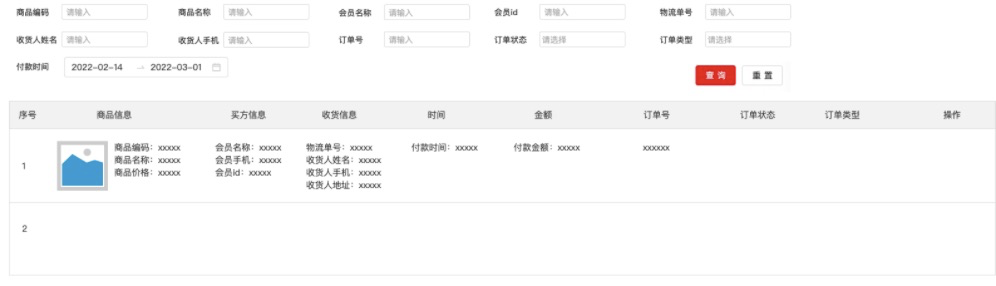 商品编码 请输入 商品名称 请输入 会员名称 请输入 会员id 请输入 物流单号 请输入
收货人姓名 请输入 收货人手机 请输入 订单号 请输入 订单状态 请选择 订单类型 请选择
付款时间 2022-02-14 → 2022-03-01
查询 重置
序号 商品信息 买方信息 收货信息 时间 金额 订单号 订单状态 订单类型 操作
商品编码：xxxxx 会员名称：xxxxx 物流单号：xxxxx 付款时间：xxxxx 付款金额：xxxxx xxxxxx
商品名称：xxxxx 会员手机：xxxxx 收货人姓名：xxxxx
1 商品价格：xxxxx 会员id：xxxxx 收货人手机：xxxxx
收货人地址：xxxxx
2